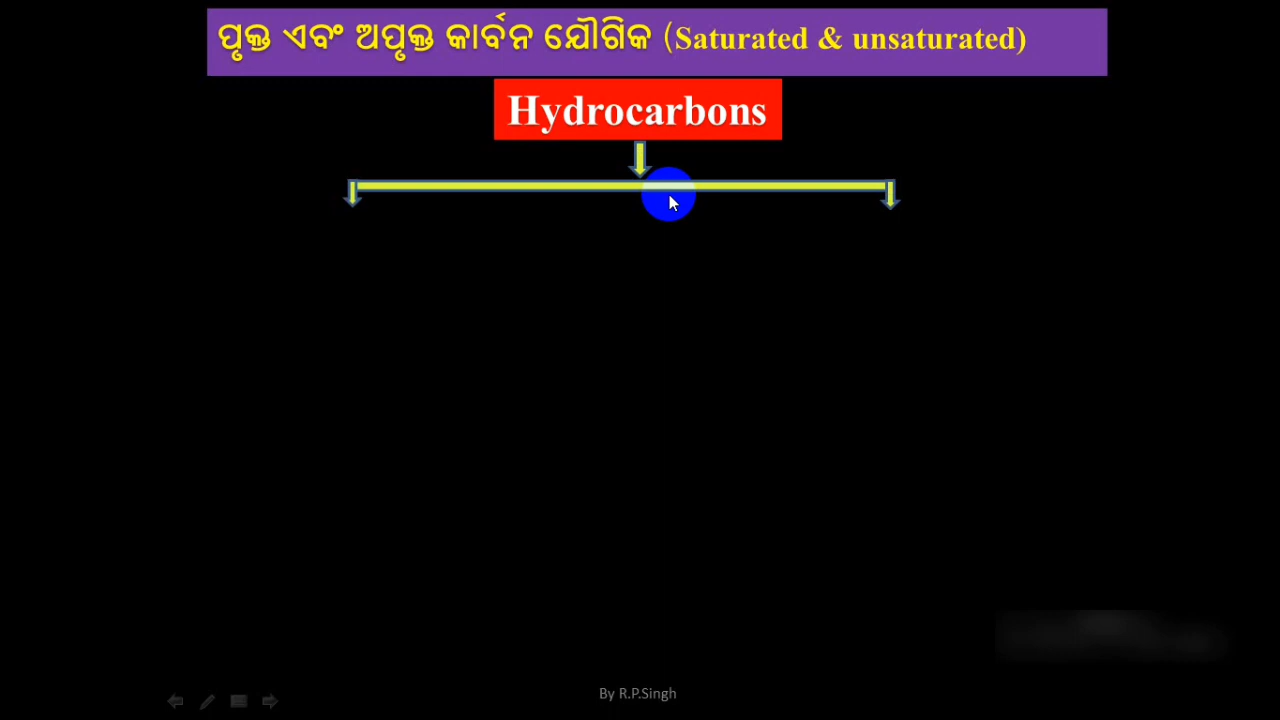 ପୃକ୍ତ ଏବଂ ଅପୃକ୍ତ କାର୍ବନ ଯୌଗିକ (Saturated & unsaturated)
Hydrocarbons
By R.P.Singh